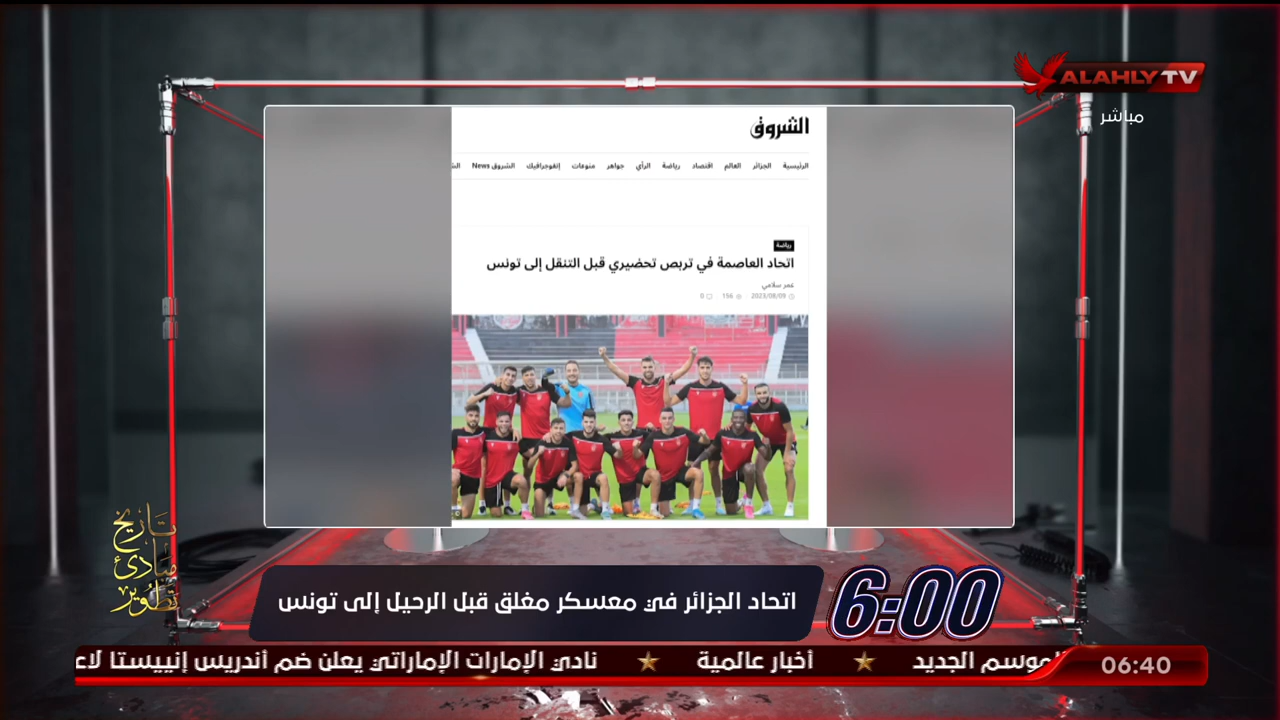 ALAHLY TV
مباشر
الشروق
الرئيسية الجزائر العالم اقتصاد رياضة الرأي جواهر منوعات إنفوجرافيك الشروق News
رياضة
اتحاد العاصمة في تربص تحضيري قبل التنقل إلى تونس
عمر سلامي
2023/08/09 156 0
تاريخ
مبادئ
تطوير
6:00
اتحاد الجزائر في معسكر مغلق قبل الرحيل إلى تونس
الموسم الجديد ★ أخبار عالمية ★ نادي الإمارات الإماراتي يعلن ضم أندريس إنييستا
06:40